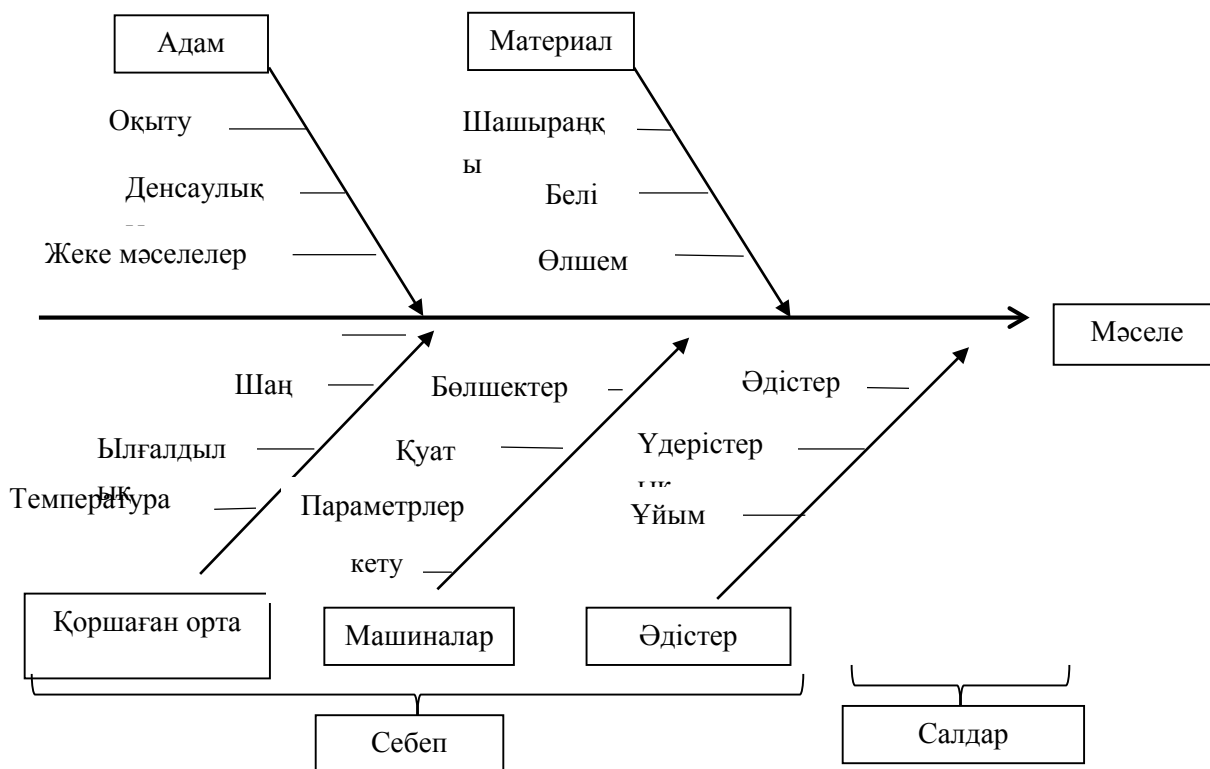 Адам
Материал
Оқыту
Шашыраңқ
ы
Денсаулық
Белі
Жеке мәселелер
Өлшем
Мәселе
Шаң
Бөлшектер
Әдістер
Ылғалдыл
ық
Қуат
Үдерістер
Температура
Параметрлер
Ұйым
кету
Қоршаған орта
Машиналар
Әдістер
Себеп
Салдар